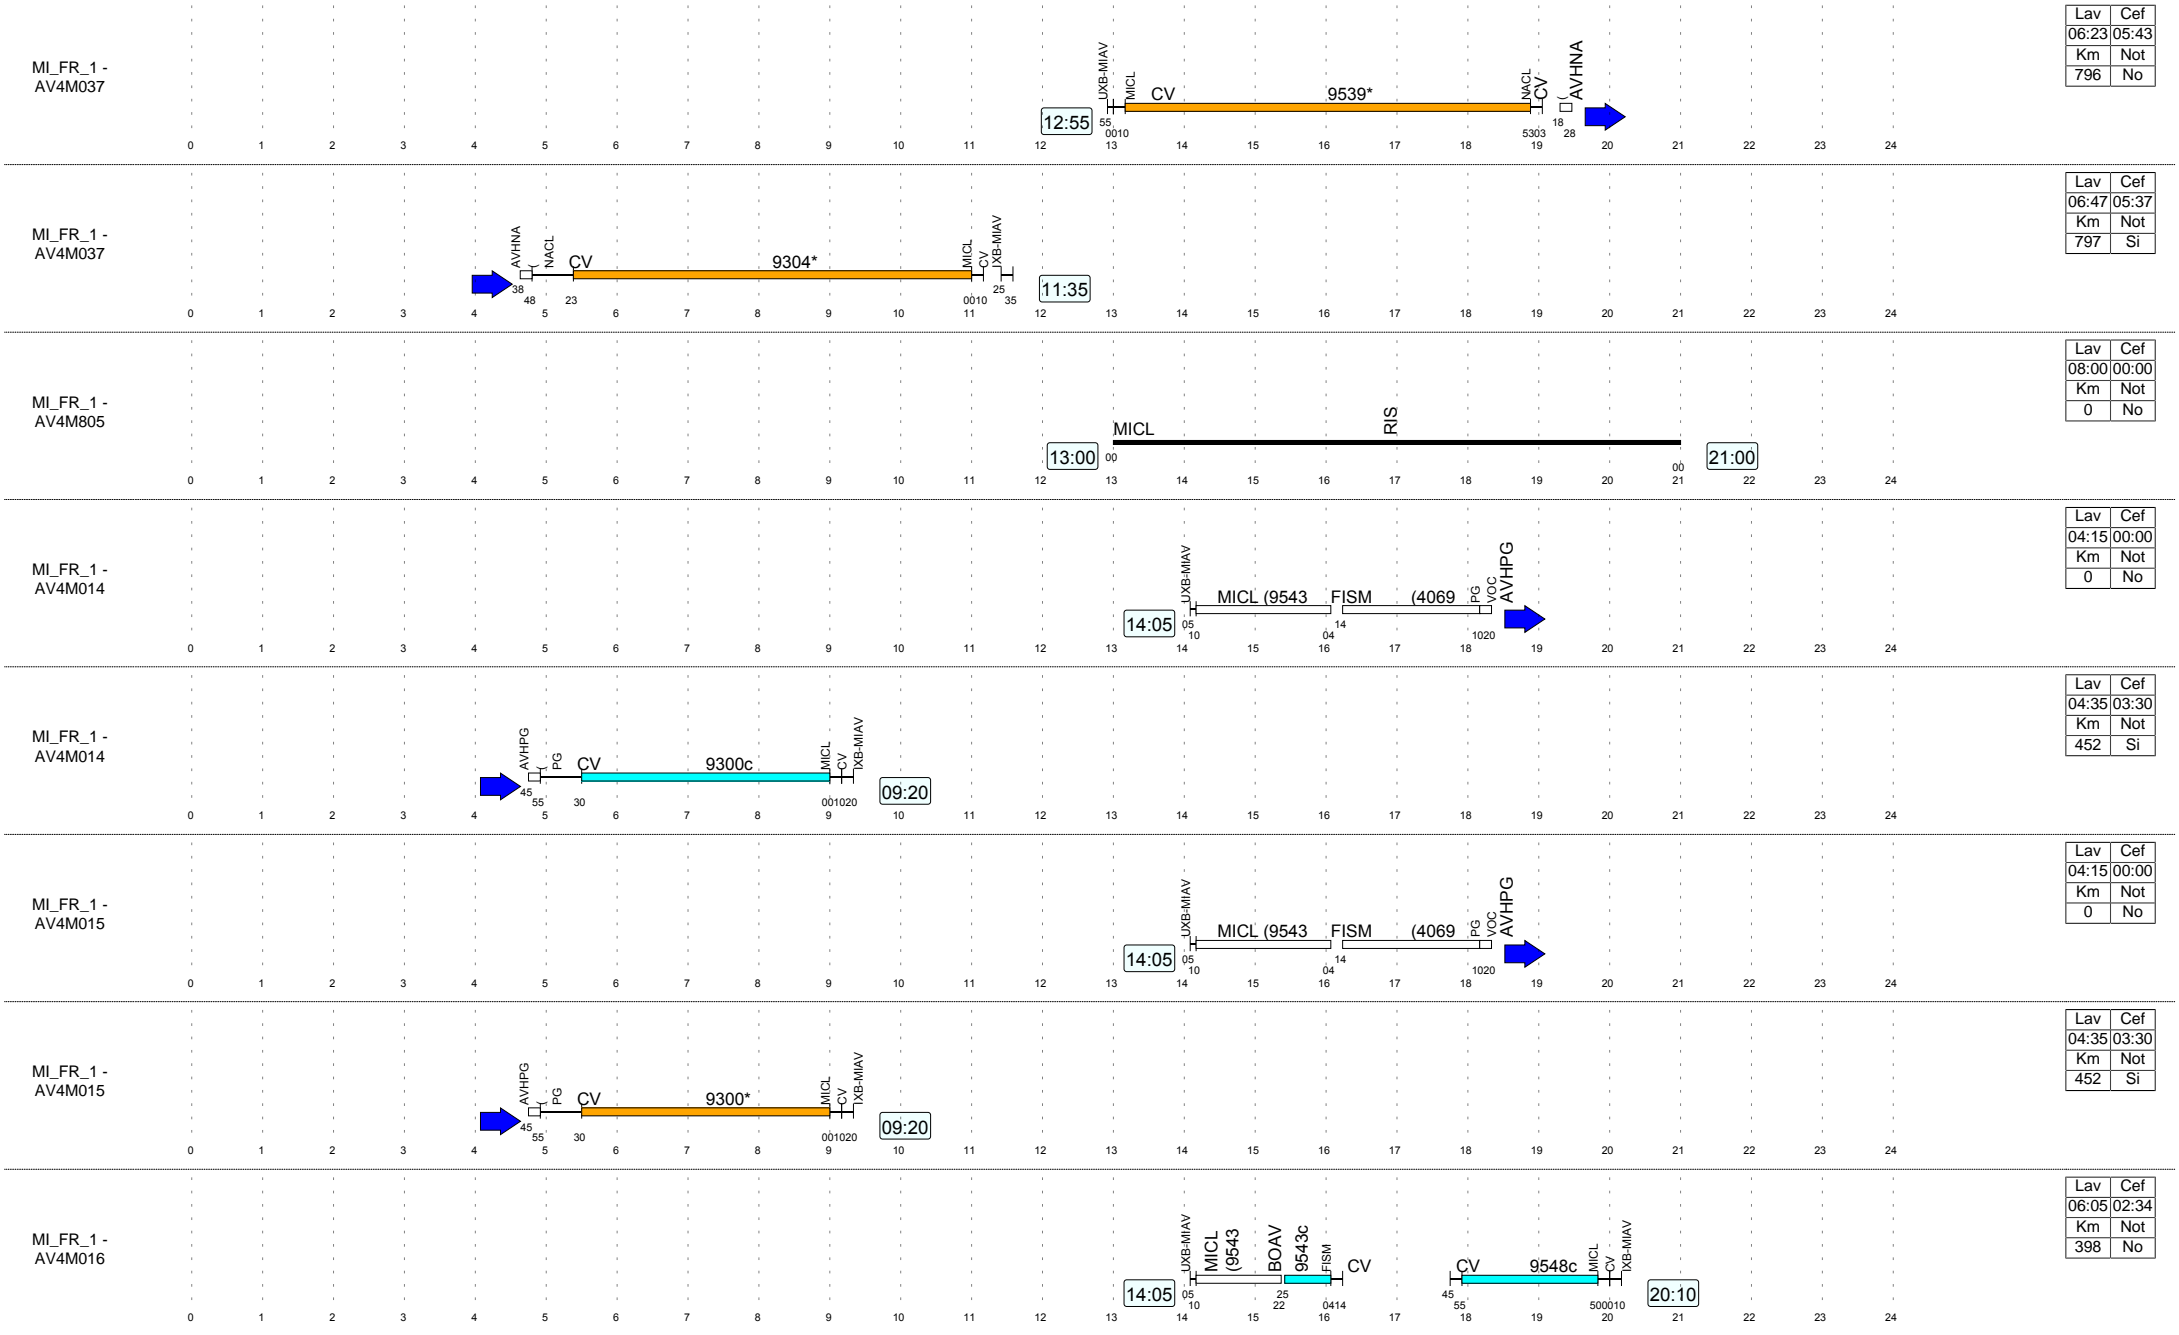 Lav Cef
06:23 05:43
Km Not
796 No
MI_FR_1 -
AV4M037
UXB-MIAV
MICL
CV 9539*
NACL
CV
AVHNA
(
12:55
55 0010 5303 18 28
0 1 2 3 4 5 6 7 8 9 10 11 12 13 14 15 16 17 18 19 20 21 22 23 24
Lav Cef
06:47 05:37
Km Not
797 Si
MI_FR_1 -
AV4M037
AVHNA
(
NACL
CV 9304*
MICL
CV
IXB-MIAV
38 48 23 0010 25 35
11:35
0 1 2 3 4 5 6 7 8 9 10 11 12 13 14 15 16 17 18 19 20 21 22 23 24
Lav Cef
08:00 00:00
Km Not
0 No
MI_FR_1 -
AV4M805
MICL
RIS
13:00
00 00
21:00
0 1 2 3 4 5 6 7 8 9 10 11 12 13 14 15 16 17 18 19 20 21 22 23 24
Lav Cef
04:15 00:00
Km Not
0 No
MI_FR_1 -
AV4M014
UXB-MIAV
MICL (9543 FISM (4069
PG
VOC
AVHPG
14:05
05 10 04 14 1020
0 1 2 3 4 5 6 7 8 9 10 11 12 13 14 15 16 17 18 19 20 21 22 23 24
Lav Cef
04:35 03:30
Km Not
452 Si
MI_FR_1 -
AV4M014
AVHPG
(
PG
CV 9300c
MICL
CV
IXB-MIAV
45 55 30 001020
09:20
0 1 2 3 4 5 6 7 8 9 10 11 12 13 14 15 16 17 18 19 20 21 22 23 24
Lav Cef
04:15 00:00
Km Not
0 No
MI_FR_1 -
AV4M015
UXB-MIAV
MICL (9543 FISM (4069
PG
VOC
AVHPG
14:05
05 10 04 14 1020
0 1 2 3 4 5 6 7 8 9 10 11 12 13 14 15 16 17 18 19 20 21 22 23 24
Lav Cef
04:35 03:30
Km Not
452 Si
MI_FR_1 -
AV4M015
AVHPG
(
PG
CV 9300*
MICL
CV
IXB-MIAV
45 55 30 001020
09:20
0 1 2 3 4 5 6 7 8 9 10 11 12 13 14 15 16 17 18 19 20 21 22 23 24
Lav Cef
06:05 02:34
Km Not
398 No
MI_FR_1 -
AV4M016
UXB-MIAV
MICL
(9543
BOAV
9543c
FISM
CV
CV 9548c
MICL
CV
IXB-MIAV
14:05
05 10 25 22 0414 45 55 500010
20:10
0 1 2 3 4 5 6 7 8 9 10 11 12 13 14 15 16 17 18 19 20 21 22 23 24